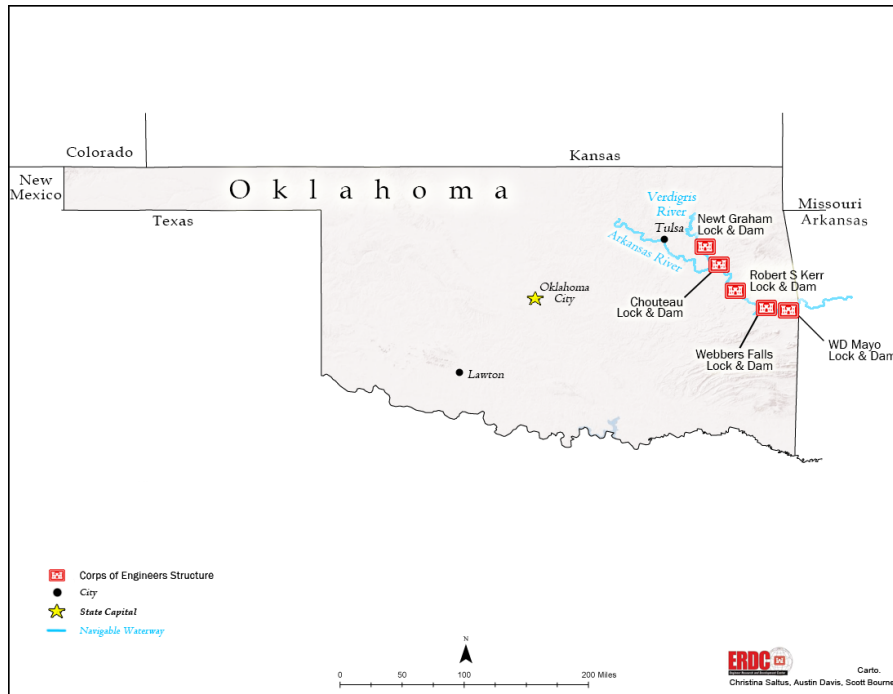 Colorado
Kansas
New
Mexico
Oklahoma
Texas
Missouri
Arkansas
Verdigris
River
Tulsa
Newt Graham
Lock & Dam
Arkansas River
Robert S Kerr
Lock & Dam
Oklahoma
City
Chouteau
Lock & Dam
WD Mayo
Lock & Dam
Webbers Falls
Lock & Dam
Lawton
Corps of Engineers Structure
City
State Capital
Navigable Waterway
N
0 50 100 200 Miles
ERDC
Carto.
Christina Saltus, Austin Davis, Scott Bourne